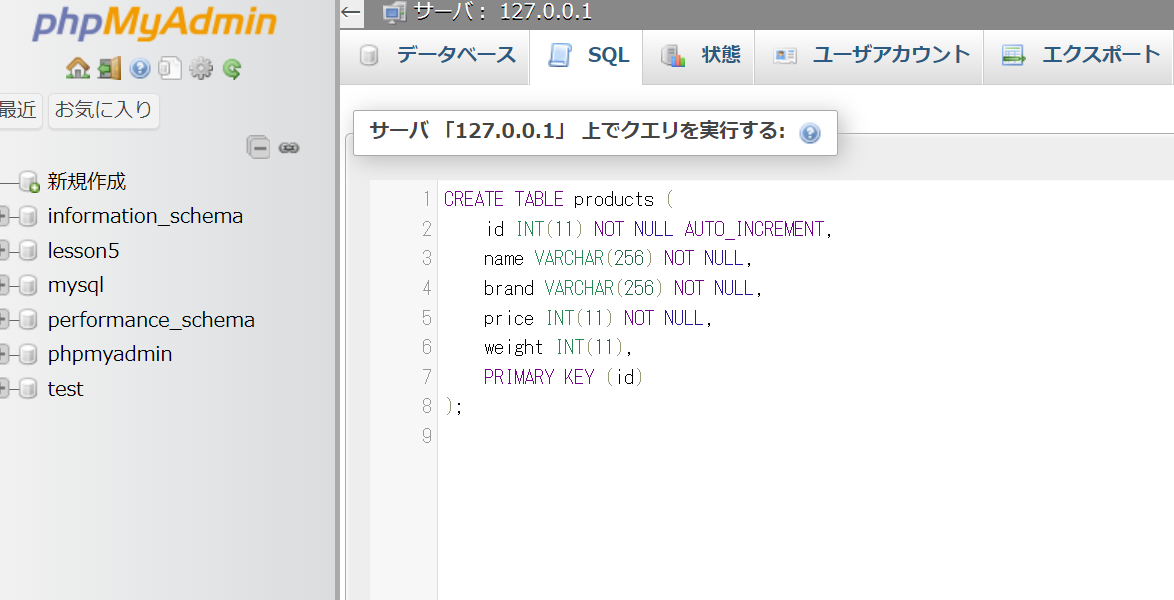 phpMyAdmin
最近 お気に入り
新規作成
information_schema
lesson5
mysql
performance_schema
phpmyadmin
test
サーバ : 127.0.0.1
データベース SQL 状態 ユーザアカウント エクスポート
サーバ 「127.0.0.1」 上でクエリを実行する:
1 CREATE TABLE products (
2 id INT(11) NOT NULL AUTO_INCREMENT,
3 name VARCHAR(256) NOT NULL,
4 brand VARCHAR(256) NOT NULL,
5 price INT(11) NOT NULL,
6 weight INT(11),
7 PRIMARY KEY (id)
8 );
9